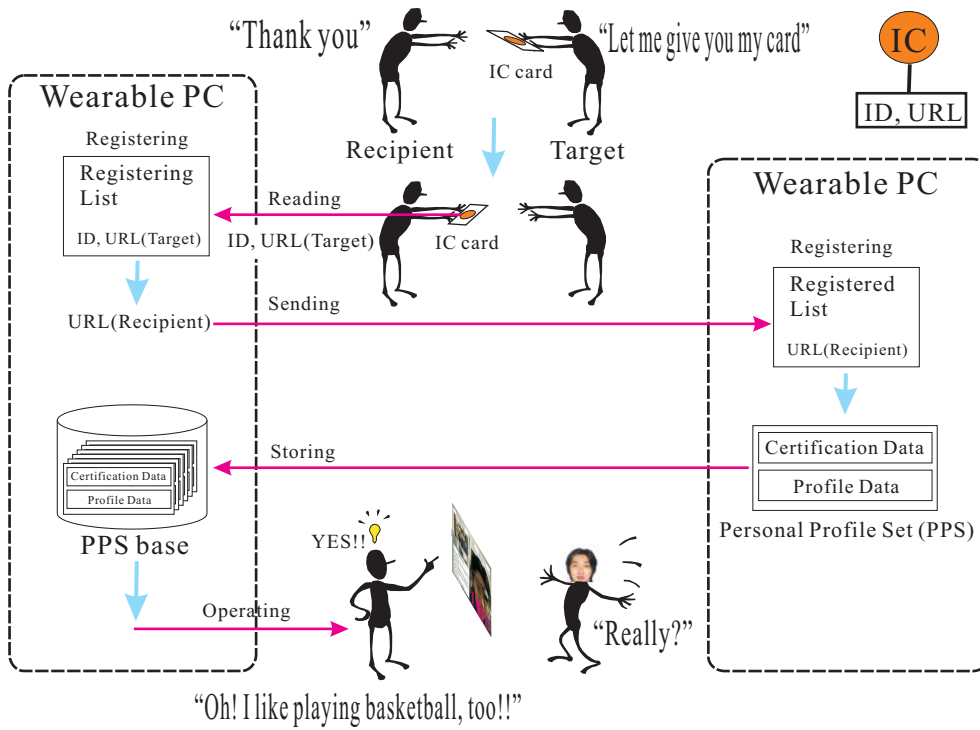 “Thank you”
“Let me give you my card”
IC card
Recipient
Target
IC
ID, URL
Wearable PC
Registering
Registering
List
ID, URL(Target)
Reading
ID, URL(Target)
IC card
URL(Recipient)
Sending
Wearable PC
Registering
Registered
List
URL(Recipient)
Certification Data
Profile Data
Personal Profile Set (PPS)
Storing
Certification Data
Profile Data
PPS base
Operating
YES!!
“Really?”
“Oh! I like playing basketball, too!!”